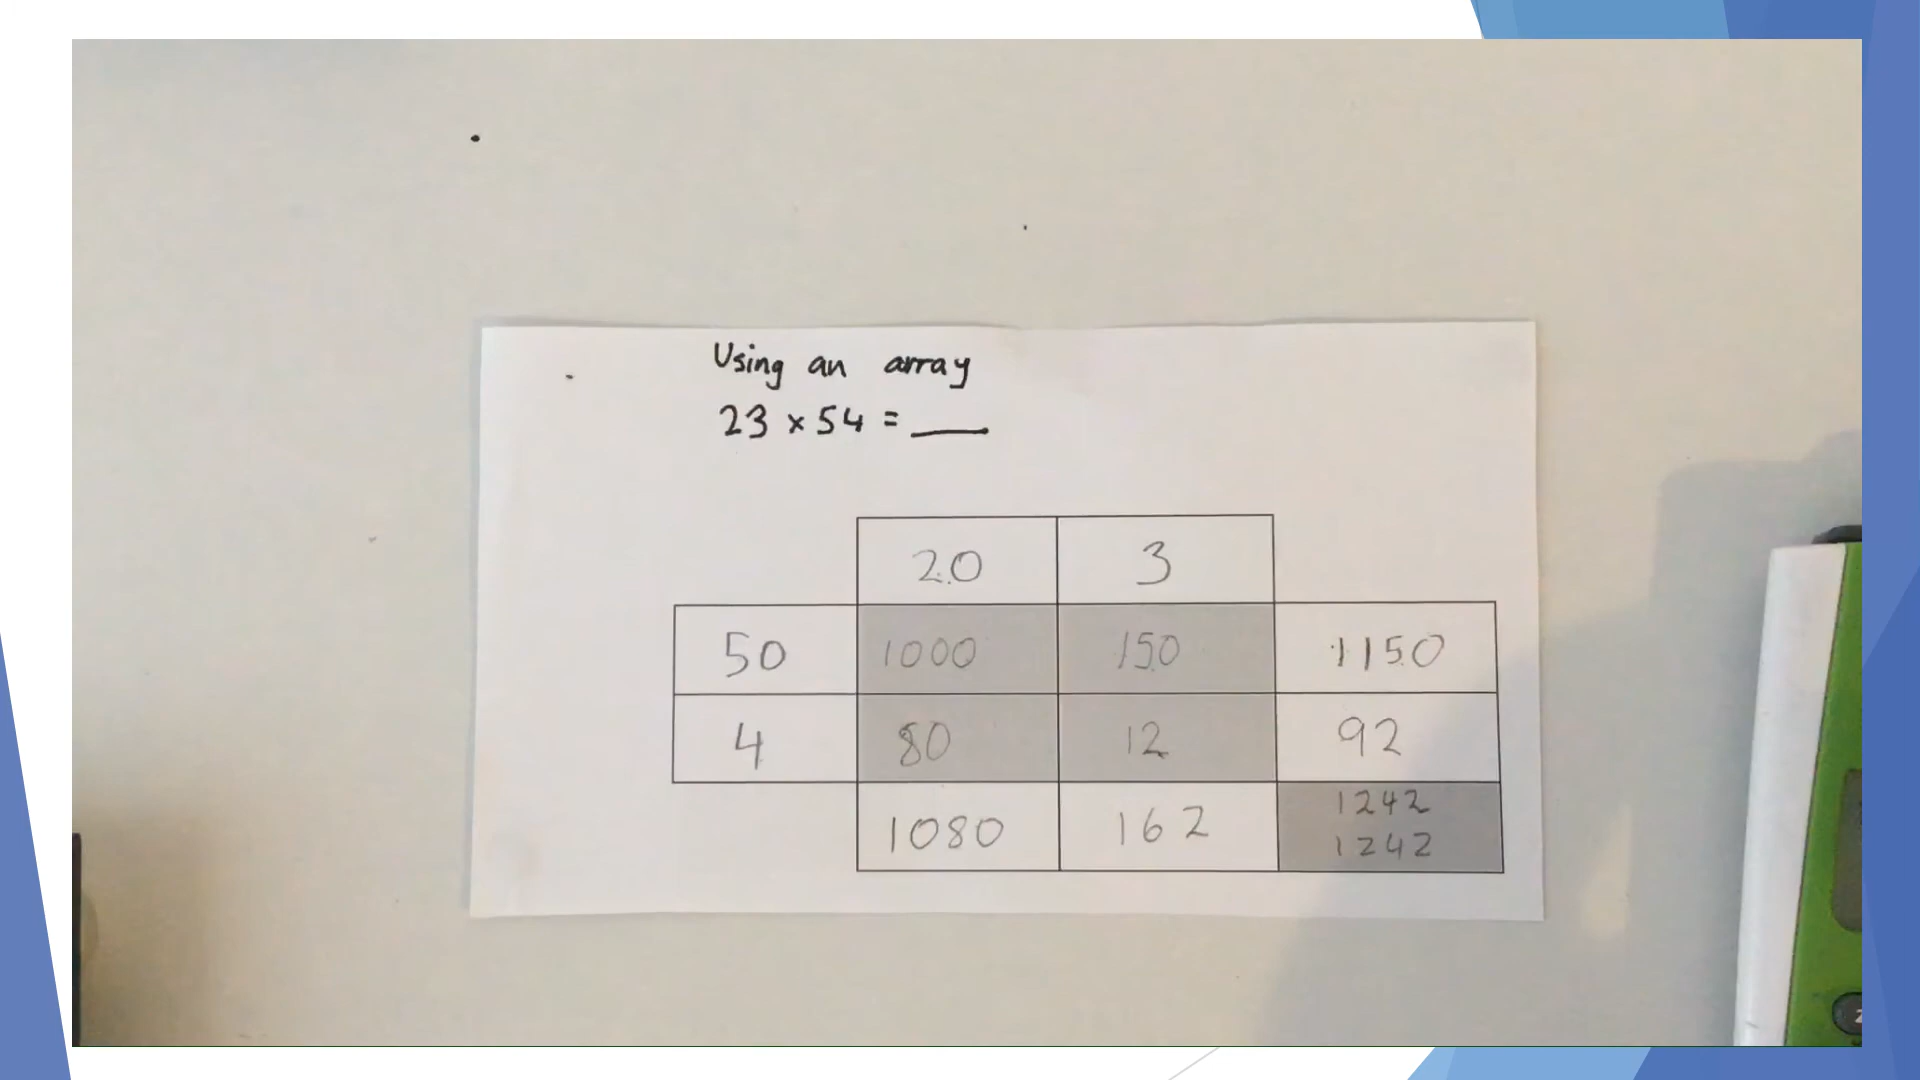 Using an array
23 x 54 = ___
20 3
50 1000 150 1150
4 80 12 92
1080 162 1242
1242